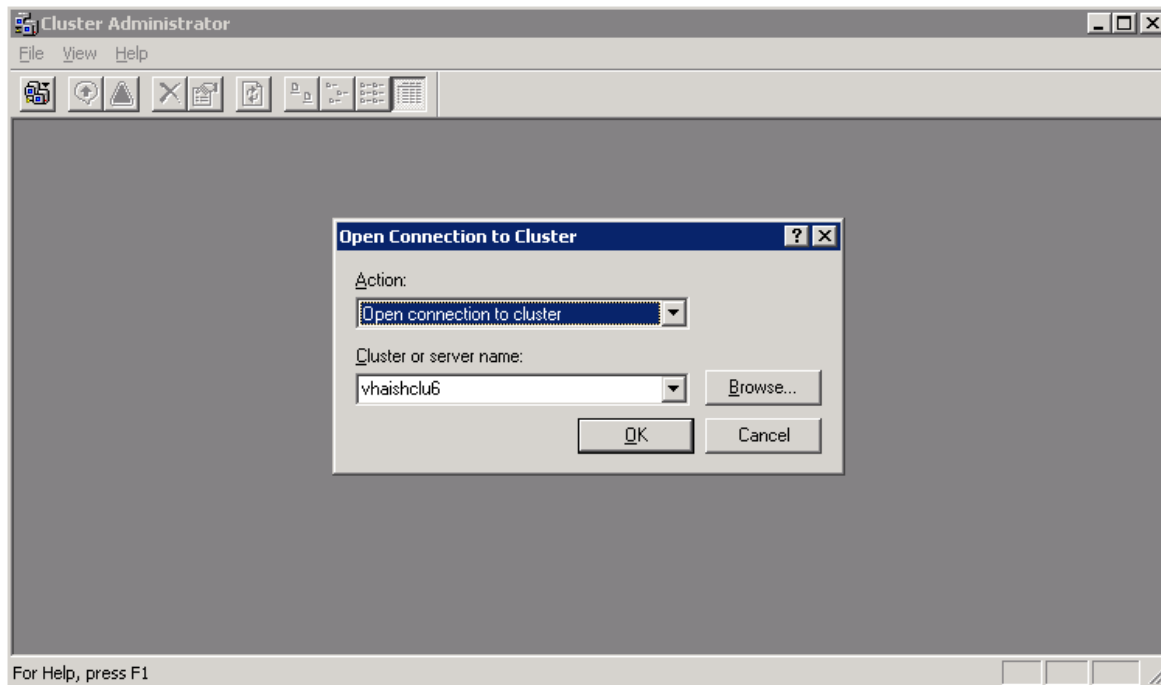 Cluster Administrator
File View Help
Open Connection to Cluster
Action:
Open connection to cluster
Cluster or server name:
vhaishclu6
Browse...
OK Cancel
For Help, press F1